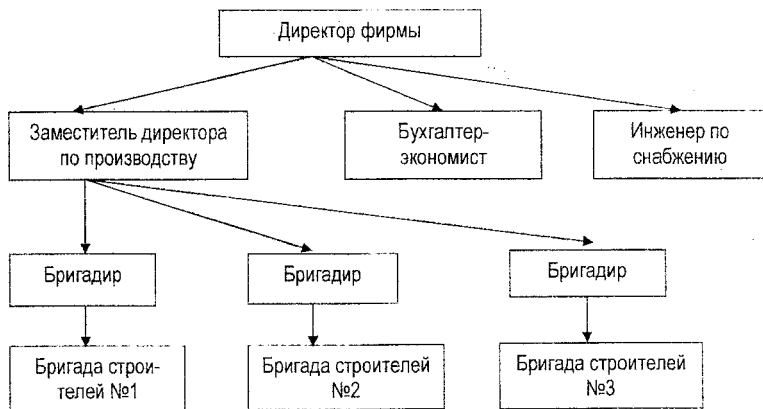 Директор фирмы
Заместитель директора
по производству
Бухгалтер-
экономист
Инженер по
снабжению
Бригадир
Бригадир
Бригадир
Бригада строи-
телей №1
Бригада строителей
№2
Бригада строителей
№3